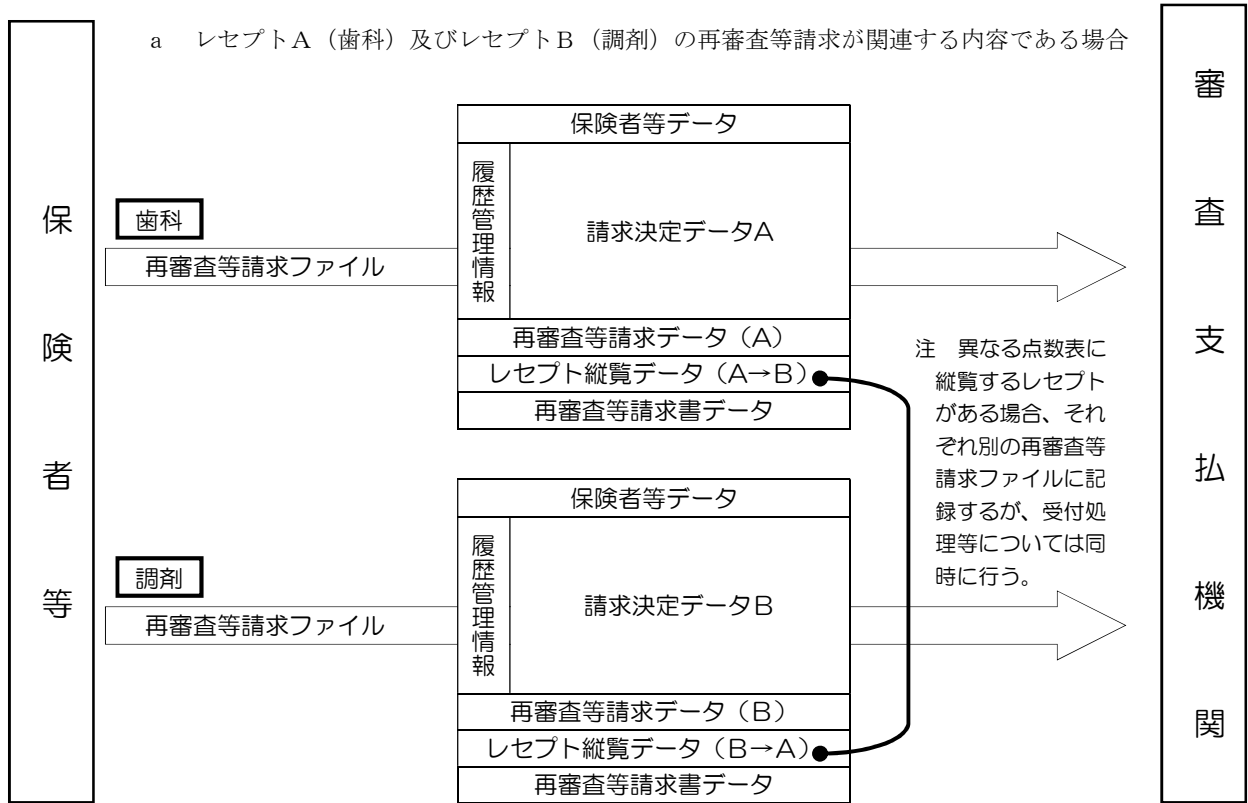 a　レセプトA（歯科）及びレセプトB（調剤）の再審査等請求が関連する内容である場合
保険者等
歯科
再審査等請求ファイル
保険者等データ
履歴管理情報
請求決定データA
再審査等請求データ（A）
レセプト縦覧データ（A→B）
再審査等請求書データ
調剤
再審査等請求ファイル
保険者等データ
履歴管理情報
請求決定データB
再審査等請求データ（B）
レセプト縦覧データ（B→A）
再審査等請求書データ
注　異なる点数表に
縦覧するレセプト
がある場合、それ
ぞれ別の再審査等
請求ファイルに記
録するが、受付処
理等については同
時に行う。
審査支払機関